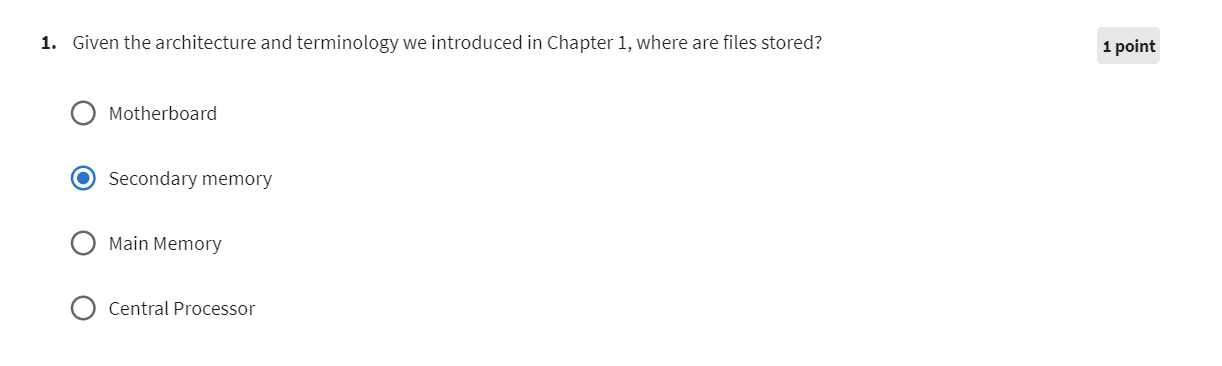 1. Given the architecture and terminology we introduced in Chapter 1, where are files stored?
1 point
Motherboard
Secondary memory
Main Memory
Central Processor